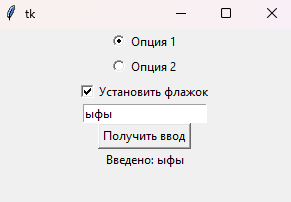 tk
Опция 1
Опция 2
Установить флажок
ыфы
Получить ввод
Введено: ыфы